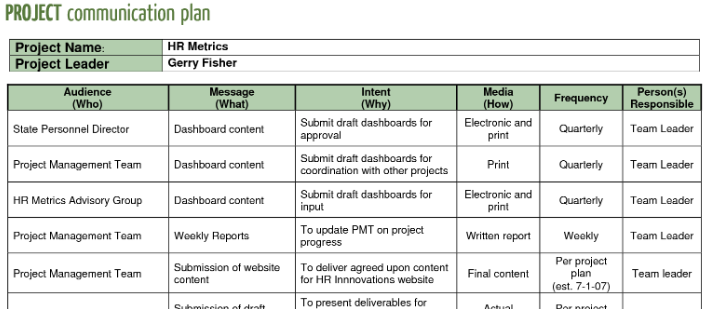 PROJECT communication plan
Project Name: HR Metrics
Project Leader Gerry Fisher
Audience (Who) Message (What) Intent (Why) Media (How) Frequency Person(s) Responsible
State Personnel Director Dashboard content Submit draft dashboards for approval Electronic and print Quarterly Team Leader
Project Management Team Dashboard content Submit draft dashboards for coordination with other projects Print Quarterly Team Leader
HR Metrics Advisory Group Dashboard content Submit draft dashboards for input Electronic and print Quarterly Team Leader
Project Management Team Weekly Reports To update PMT on project progress Written report Weekly Team Leader
Project Management Team Submission of website content To deliver agreed upon content for HR Innnovations website Final content Per project plan (est. 7-1-07) Team leader
Submission of draft To present deliverables for Actual Per project